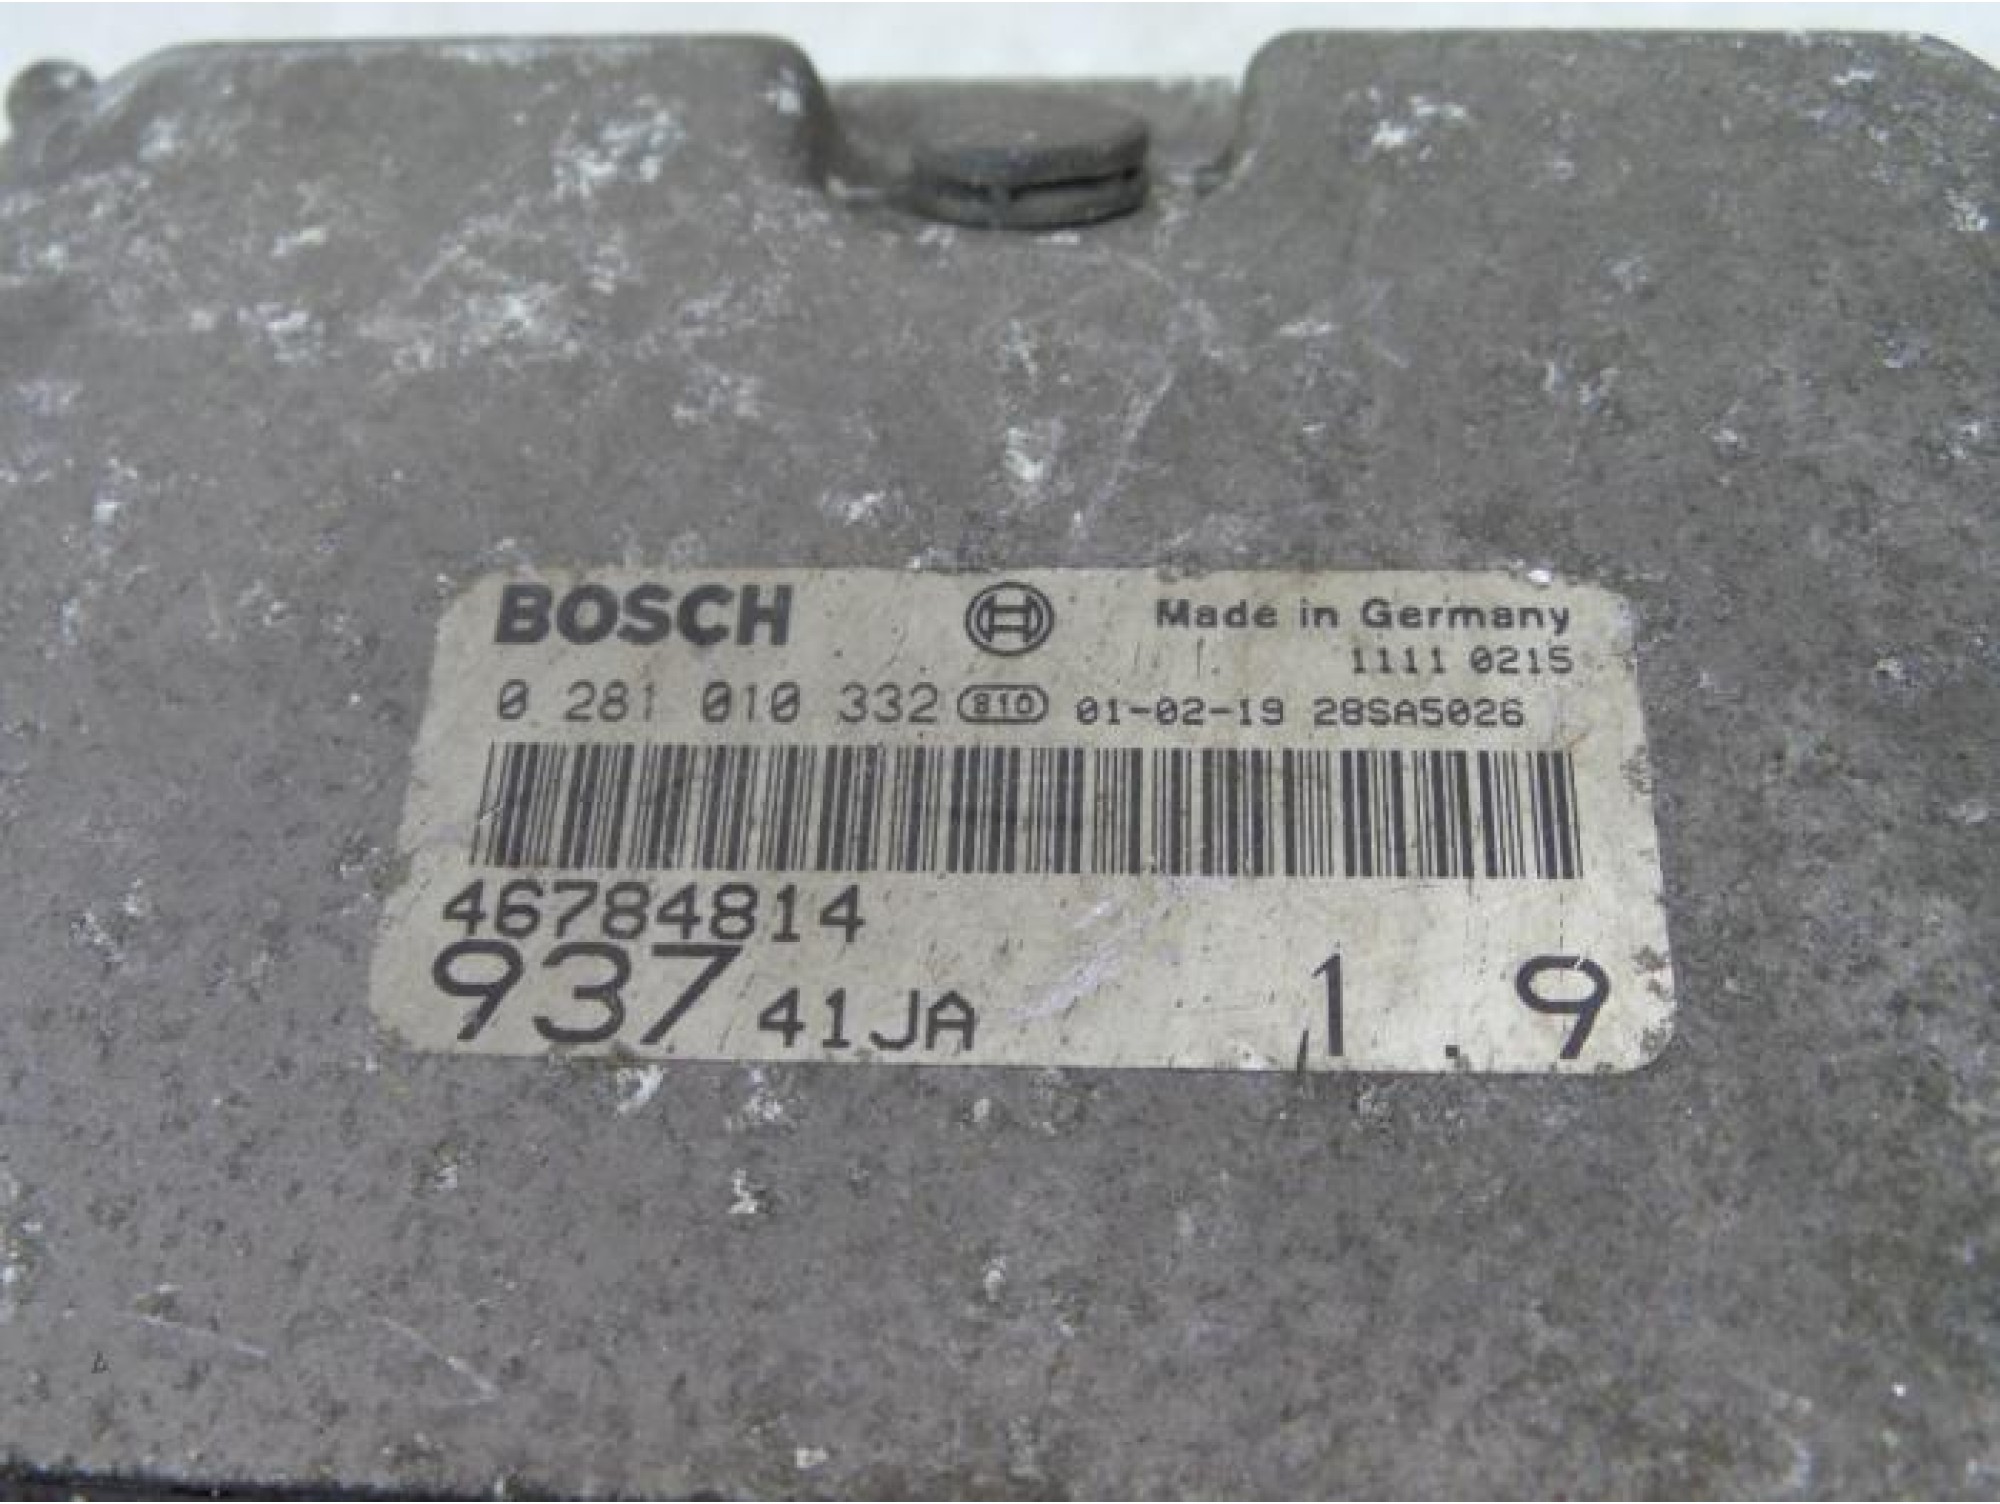 BOSCH Made in Germany
1111 0215
0 281 010 332 810 01-02-19 28SA5026
46784814
937 41JA 1.9